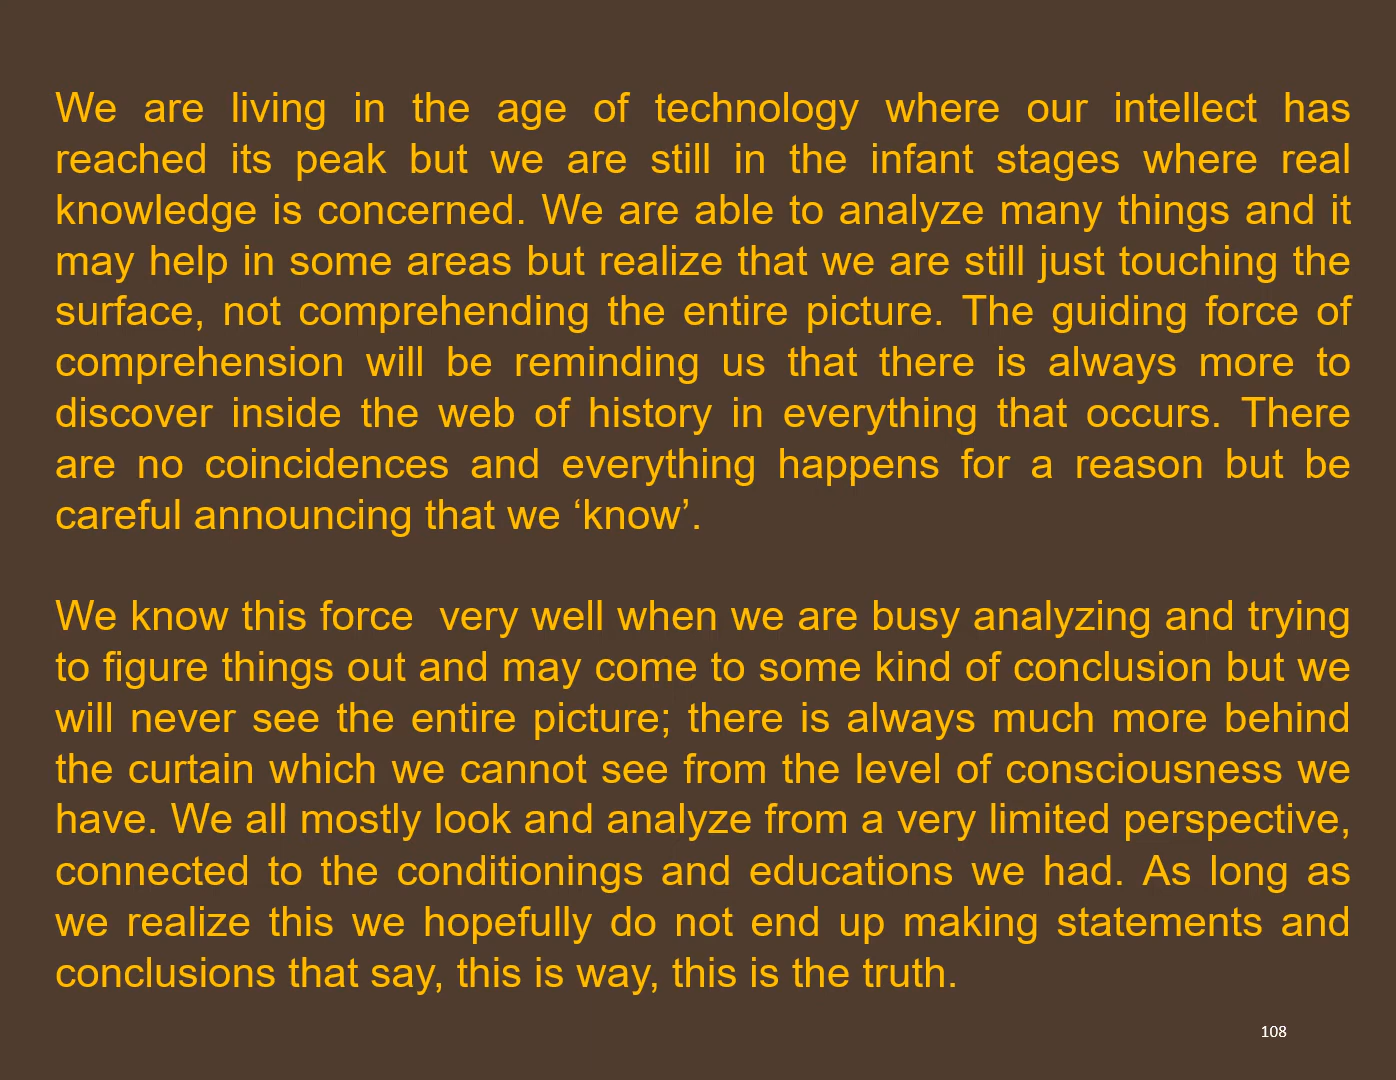 We are living in the age of technology where our intellect has
reached its peak but we are still in the infant stages where real
knowledge is concerned. We are able to analyze many things and it
may help in some areas but realize that we are still just touching the
surface, not comprehending the entire picture. The guiding force of
comprehension will be reminding us that there is always more to
discover inside the web of history in everything that occurs. There
are no coincidences and everything happens for a reason but be
careful announcing that we ‘know’.
We know this force  very well when we are busy analyzing and trying
to figure things out and may come to some kind of conclusion but we
will never see the entire picture; there is always much more behind
the curtain which we cannot see from the level of consciousness we
have. We all mostly look and analyze from a very limited perspective,
connected to the conditionings and educations we had. As long as
we realize this we hopefully do not end up making statements and
conclusions that say, this is way, this is the truth.
108